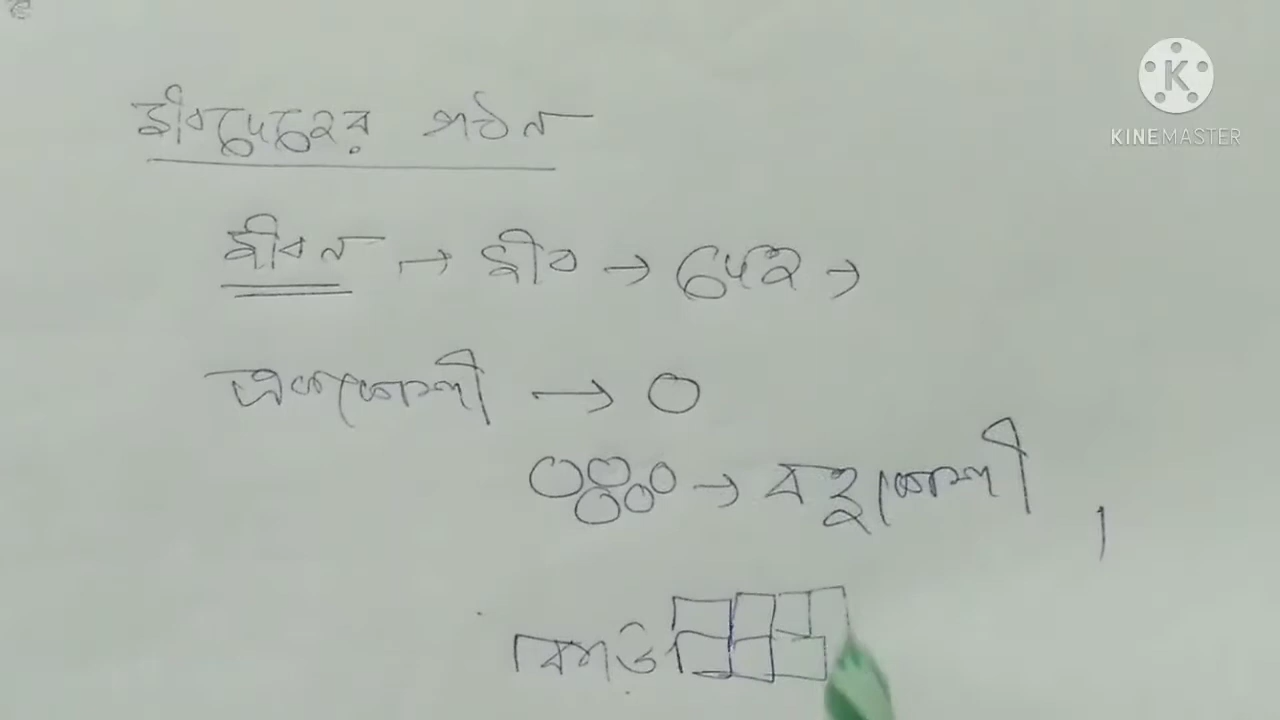 জীবদেহের গঠন
জীবন → জীব → দেহ →
এককোশী → O
→ বহুকোশী
K
KINEMASTER